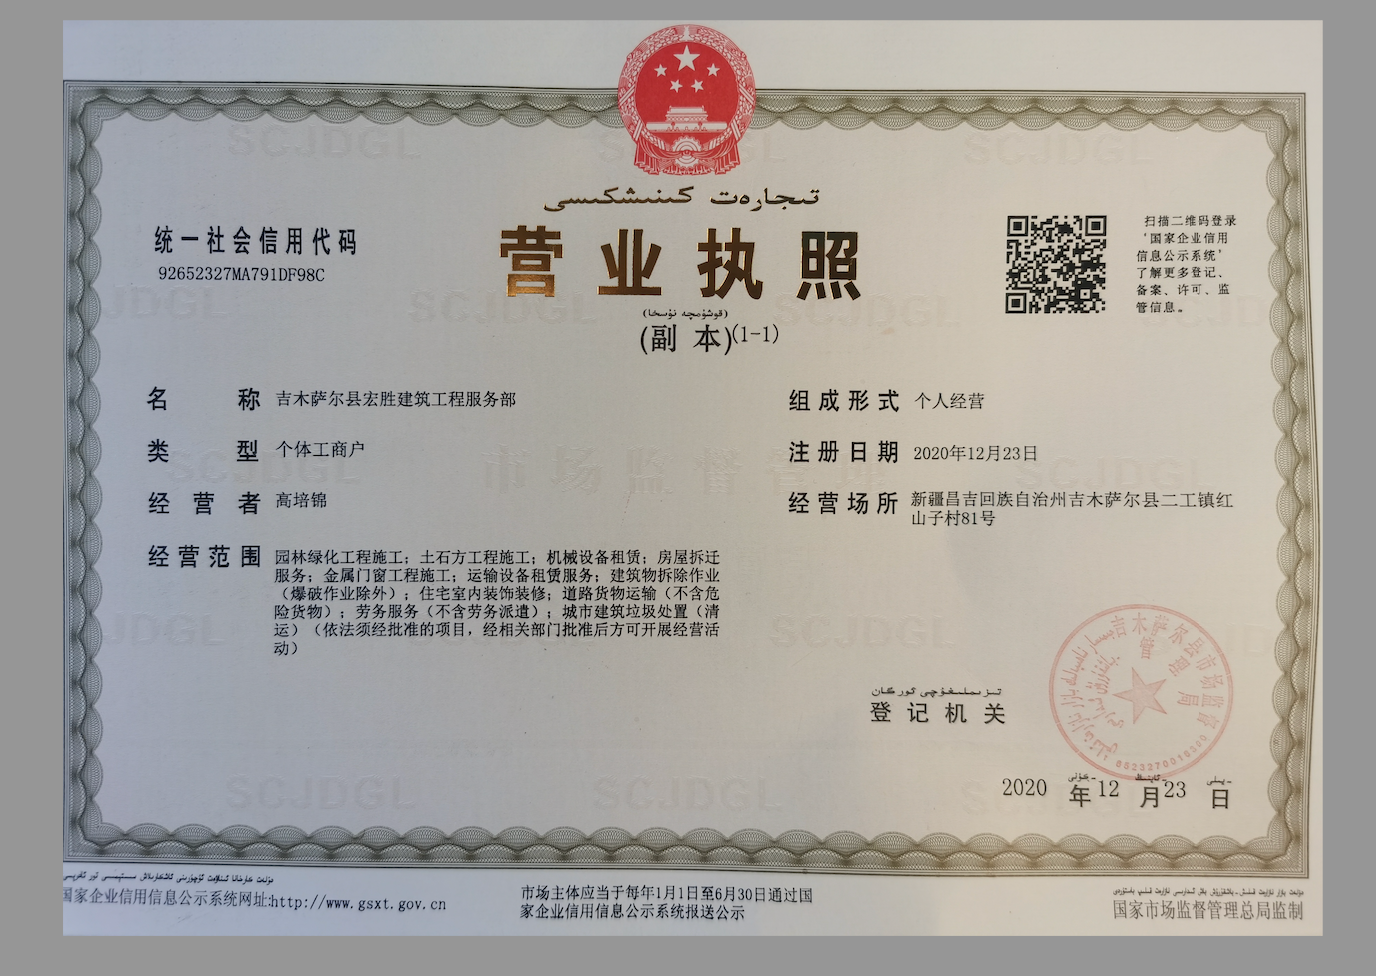 تىجارەت كىنىشكىسى
营业执照
(قوشۇمچە نۇسخا)
(副 本)(1-1)
统一社会信用代码
92652327MA791DF98C
扫描二维码登录
'国家企业信用
信息公示系统'
了解更多登记、
备案、许可、监
管信息。
名 称 吉木萨尔县宏胜建筑工程服务部
类 型 个体工商户
经 营 者 高培锦
经营范围 园林绿化工程施工；土石方工程施工；机械设备租赁；房屋拆迁
服务；金属门窗工程施工；运输设备租赁服务；建筑物拆除作业
（爆破作业除外）；住宅室内装饰装修；道路货物运输（不含危
险货物）；劳务服务（不含劳务派遣）；城市建筑垃圾处置（清
运）（依法须经批准的项目，经相关部门批准后方可开展经营活
动）
组成形式 个人经营
注册日期 2020年12月23日
经营场所 新疆昌吉回族自治州吉木萨尔县二工镇红
山子村81号
市场监督管理
SCJDGL
تىزىملىغۇچى ئورگان
登记机关
吉木萨尔县市场监督
管理局
2020 年12 月23 日
国家企业信用信息公示系统网址:http://www.gsxt.gov.cn
市场主体应当于每年1月1日至6月30日通过国
家企业信用信息公示系统报送公示
国家市场监督管理总局监制